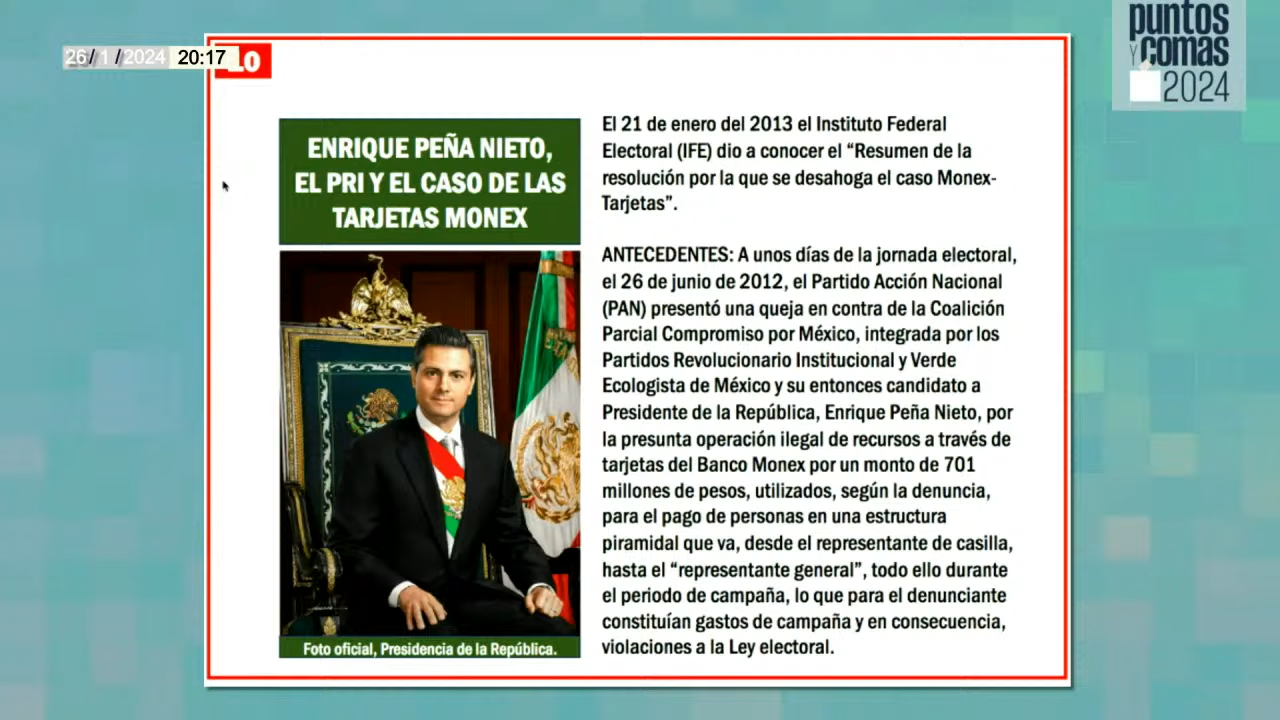 26/ 1 /2024 20:17
puntos
Y comas
2024
ENRIQUE PEÑA NIETO,
EL PRI Y EL CASO DE LAS
TARJETAS MONEX
Foto oficial, Presidencia de la República.
El 21 de enero del 2013 el Instituto Federal
Electoral (IFE) dio a conocer el “Resumen de la
resolución por la que se desahoga el caso Monex-
Tarjetas”.
ANTECEDENTES: A unos días de la jornada electoral,
el 26 de junio de 2012, el Partido Acción Nacional
(PAN) presentó una queja en contra de la Coalición
Parcial Compromiso por México, integrada por los
Partidos Revolucionario Institucional y Verde
Ecologista de México y su entonces candidato a
Presidente de la República, Enrique Peña Nieto, por
la presunta operación ilegal de recursos a través de
tarjetas del Banco Monex por un monto de 701
millones de pesos, utilizados, según la denuncia,
para el pago de personas en una estructura
piramidal que va, desde el representante de casilla,
hasta el “representante general”, todo ello durante
el periodo de campaña, lo que para el denunciante
constituían gastos de campaña y en consecuencia,
violaciones a la Ley electoral.